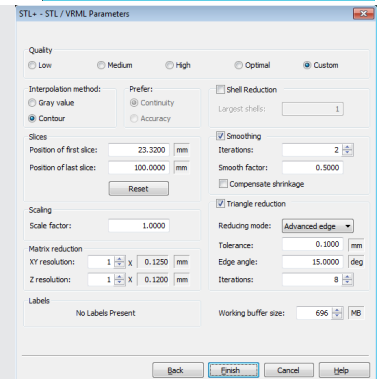 STL+ - STL / VRML Parameters
Quality
Low Medium High Optimal Custom
Interpolation method: Prefer: Shell Reduction
Gray value Continuity Largest shells: 1
Contour Accuracy
Slices Smoothing
Position of first slice: 23.3200 mm Iterations: 2
Position of last slice: 100.0000 mm Smooth factor: 0.5000
Reset Compensate shrinkage
Scaling Triangle reduction
Scale factor: 1.0000 Reducing mode: Advanced edge
Matrix reduction Tolerance: 0.1000 mm
XY resolution: 1 X 0.1250 mm Edge angle: 15.0000 deg
Z resolution: 1 X 0.1200 mm Iterations: 8
Labels
No Labels Present Working buffer size: 696 MB
Back Finish Cancel Help